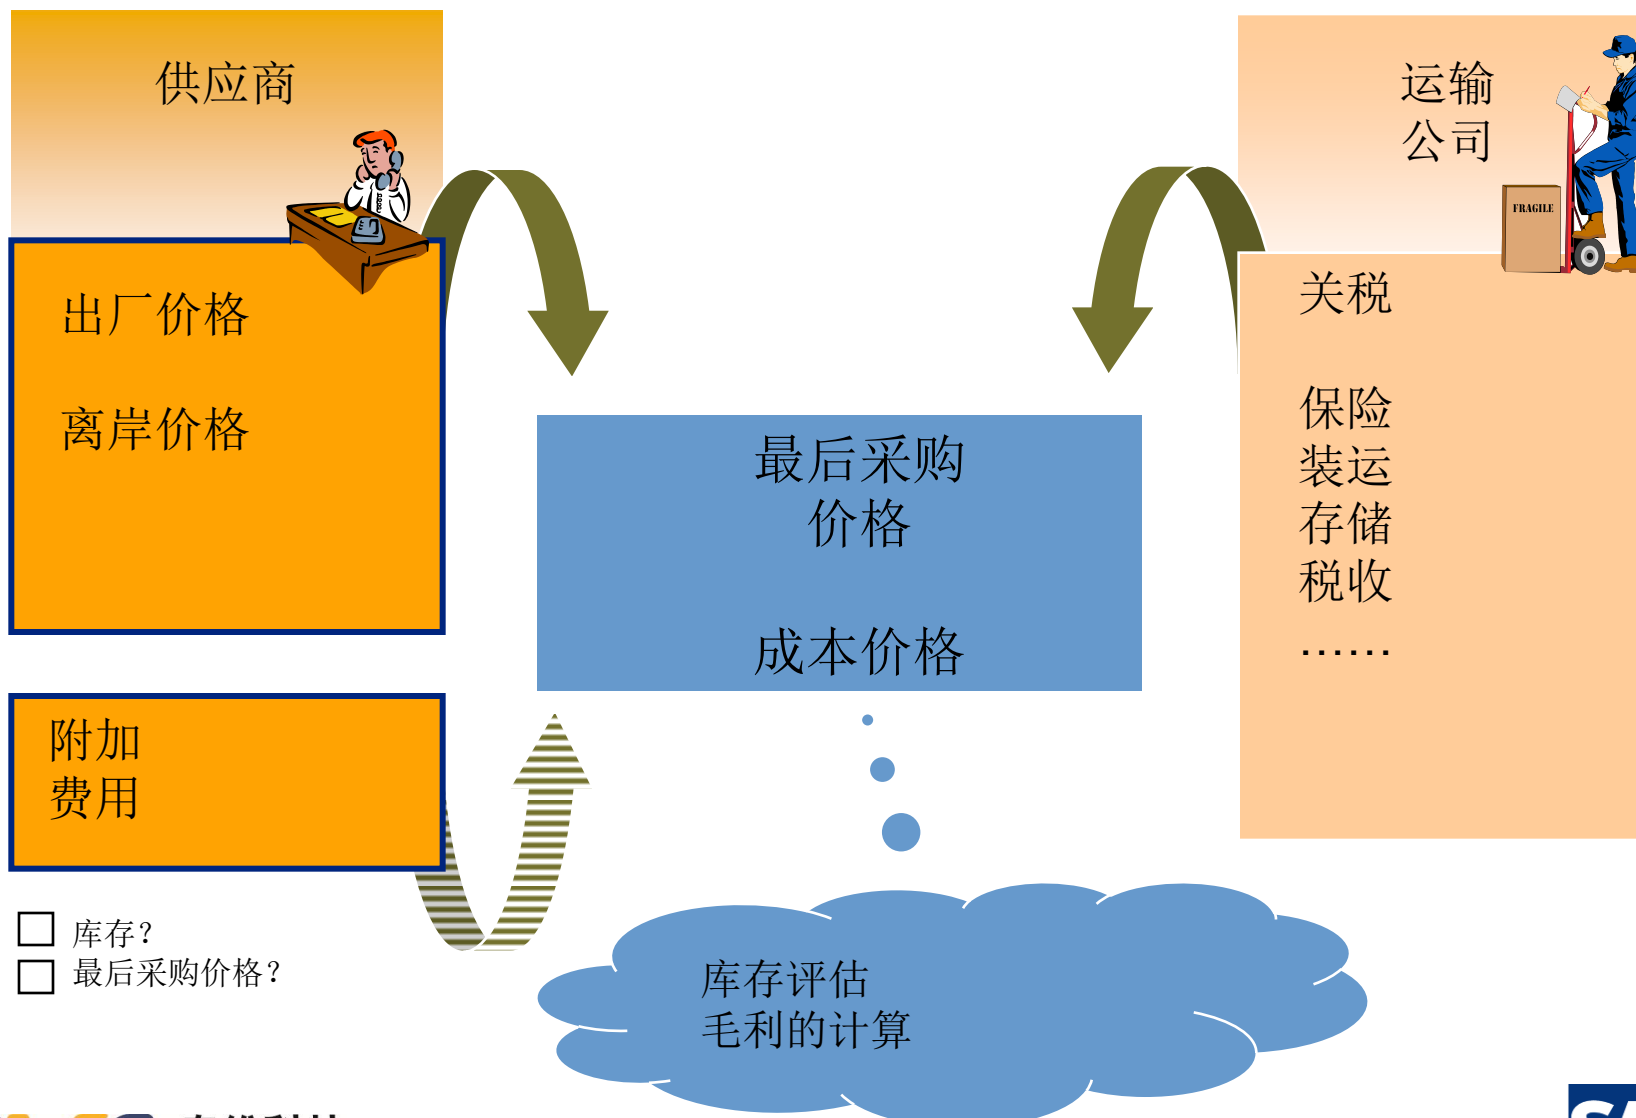 供应商
出厂价格
离岸价格
附加
费用
库存?
最后采购价格?
最后采购
价格
成本价格
库存评估
毛利的计算
运输
公司
FRAGILE
关税
保险
装运
存储
税收
......